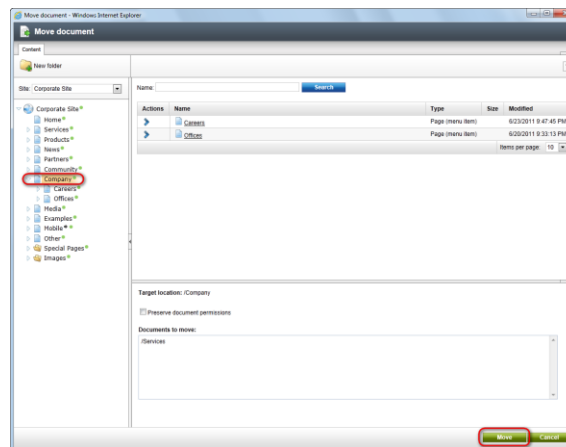 Move document - Windows Internet Explorer
Move document
Content
New folder
Site: Corporate Site
Name:
Search
Corporate Site
Home
Services
Products
News
Partners
Community
Company
Careers
Offices
Media
Examples
Mobile
Other
Special Pages
Images
Actions Name Type Size Modified
Careers Page (menu item) 6/23/2011 9:47:45 PM
Offices Page (menu item) 6/20/2011 9:33:13 PM
Items per page: 10
Target location: /Company
Preserve document permissions
Documents to move:
/Services
Move Cancel